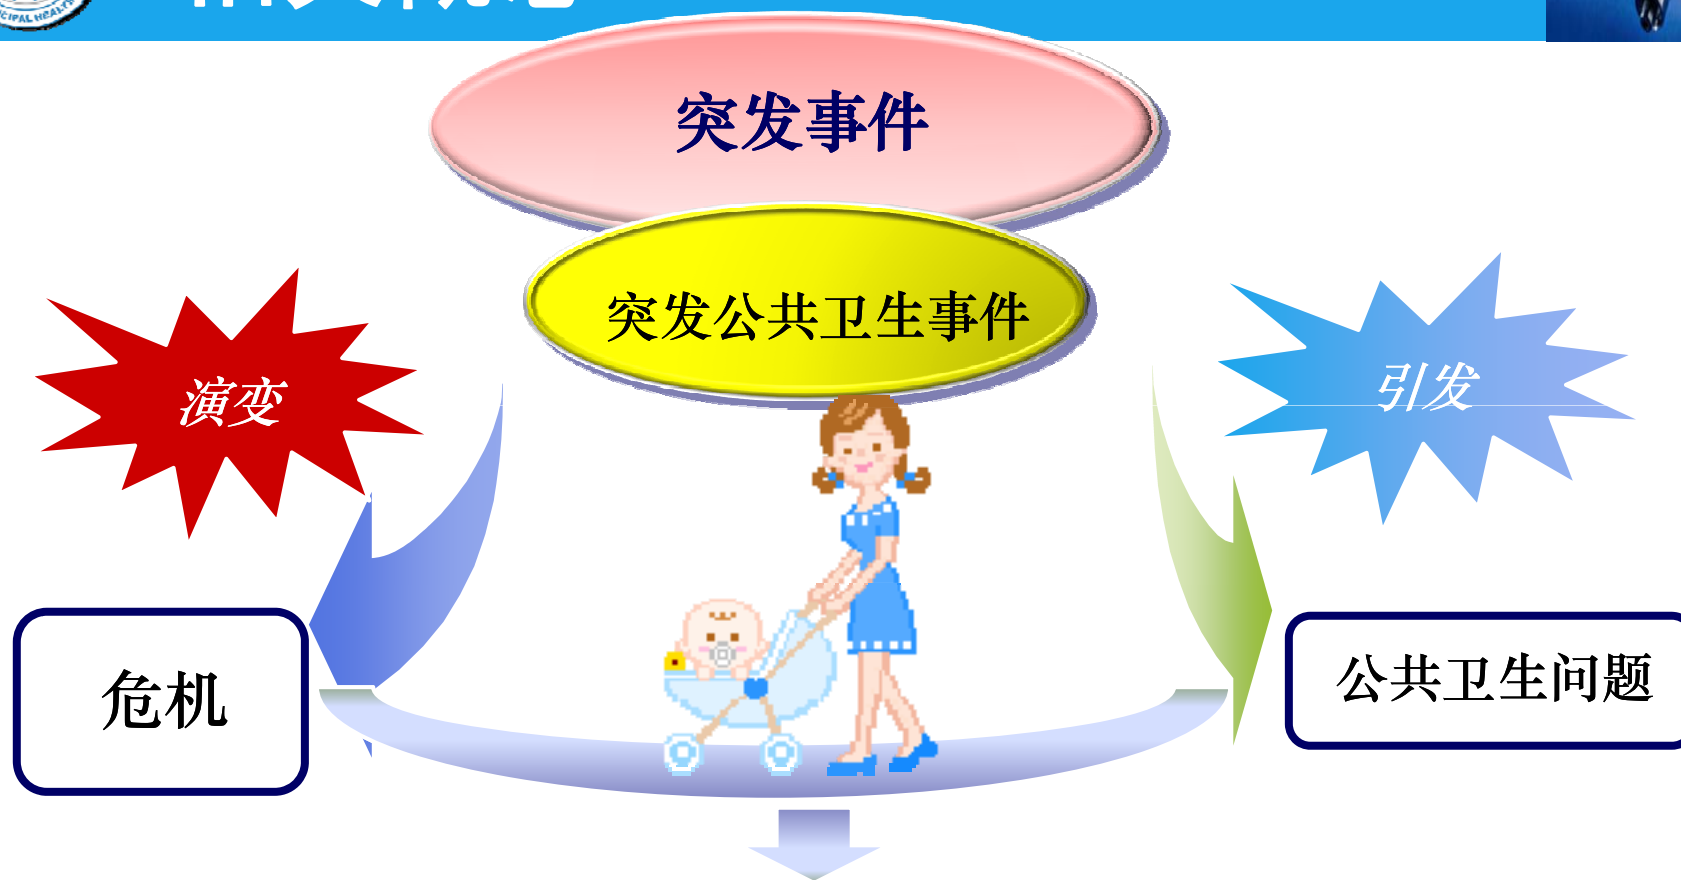 突发事件
突发公共卫生事件
演变
引发
危机
公共卫生问题